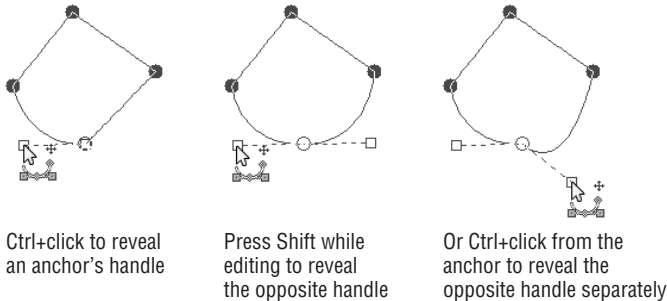 Ctrl+click to reveal
an anchor's handle
Press Shift while
editing to reveal
the opposite handle
Or Ctrl+click from the
anchor to reveal the
opposite handle separately